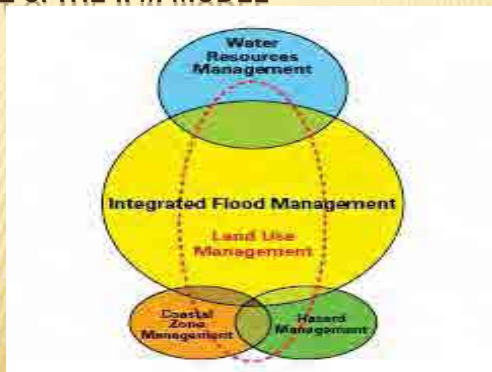 Water
Resources
Management
Integrated Flood Management
Land Use
Management
Coastal
Zone
Management
Hazard
Management